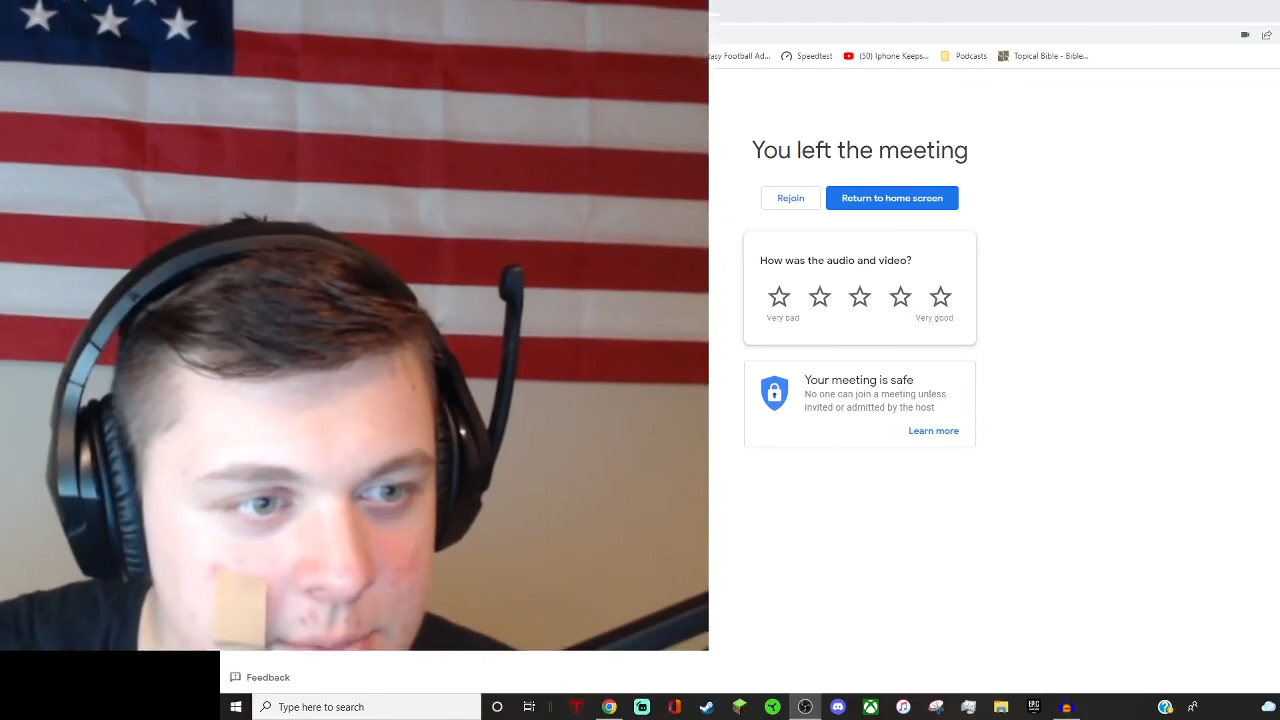 tasy Football Ad...
Speedtest
(50) Iphone Keeps...
Podcasts
Topical Bible - Bible...
You left the meeting
Rejoin
Return to home screen
How was the audio and video?
Very bad
Very good
Your meeting is safe
No one can join a meeting unless
invited or admitted by the host
Learn more
Feedback
Type here to search
EPIC